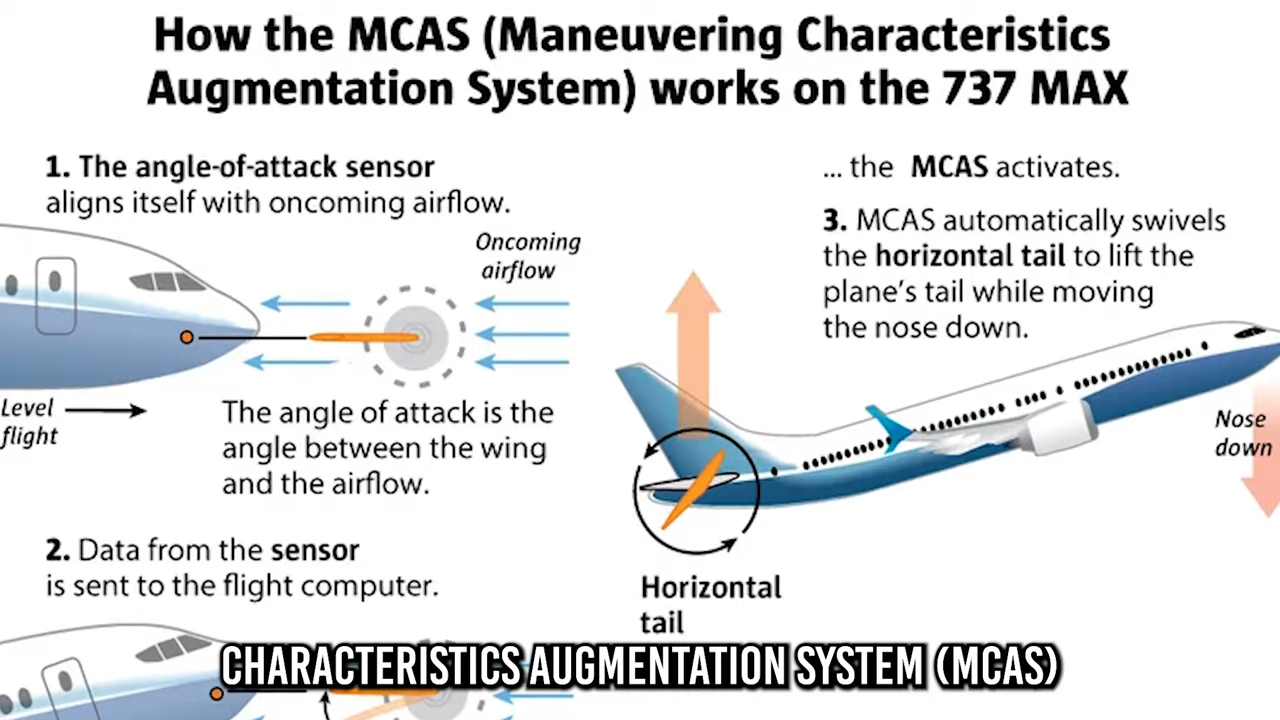 How the MCAS (Maneuvering Characteristics
Augmentation System) works on the 737 MAX
1. The angle-of-attack sensor
aligns itself with oncoming airflow.
Oncoming
airflow
Level
flight
The angle of attack is the
angle between the wing
and the airflow.
2. Data from the sensor
is sent to the flight computer.
... the MCAS activates.
3. MCAS automatically swivels
the horizontal tail to lift the
plane's tail while moving
the nose down.
Nose
down
Horizontal
tail
CHARACTERISTICS AUGMENTATION SYSTEM (MCAS)